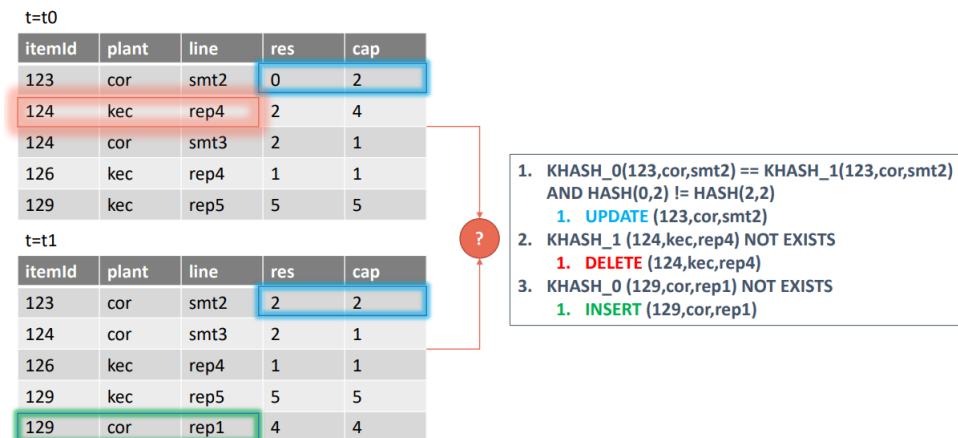 t=t0
itemId plant line res cap
123 cor smt2 0 2
124 kec rep4 2 4
124 cor smt3 2 1
126 kec rep4 1 1
129 kec rep5 5 5
t=t1
itemId plant line res cap
123 cor smt2 2 2
124 cor smt3 2 1
126 kec rep4 1 1
129 kec rep5 5 5
129 cor rep1 4 4
?
1. KHASH_0(123,cor,smt2) == KHASH_1(123,cor,smt2)
AND HASH(0,2) != HASH(2,2)
1. UPDATE (123,cor,smt2)
2. KHASH_1 (124,kec,rep4) NOT EXISTS
1. DELETE (124,kec,rep4)
3. KHASH_0 (129,cor,rep1) NOT EXISTS
1. INSERT (129,cor,rep1)